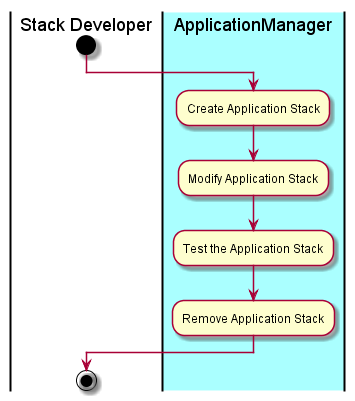 Stack Developer
ApplicationManager
Create Application Stack
Modify Application Stack
Test the Application Stack
Remove Application Stack